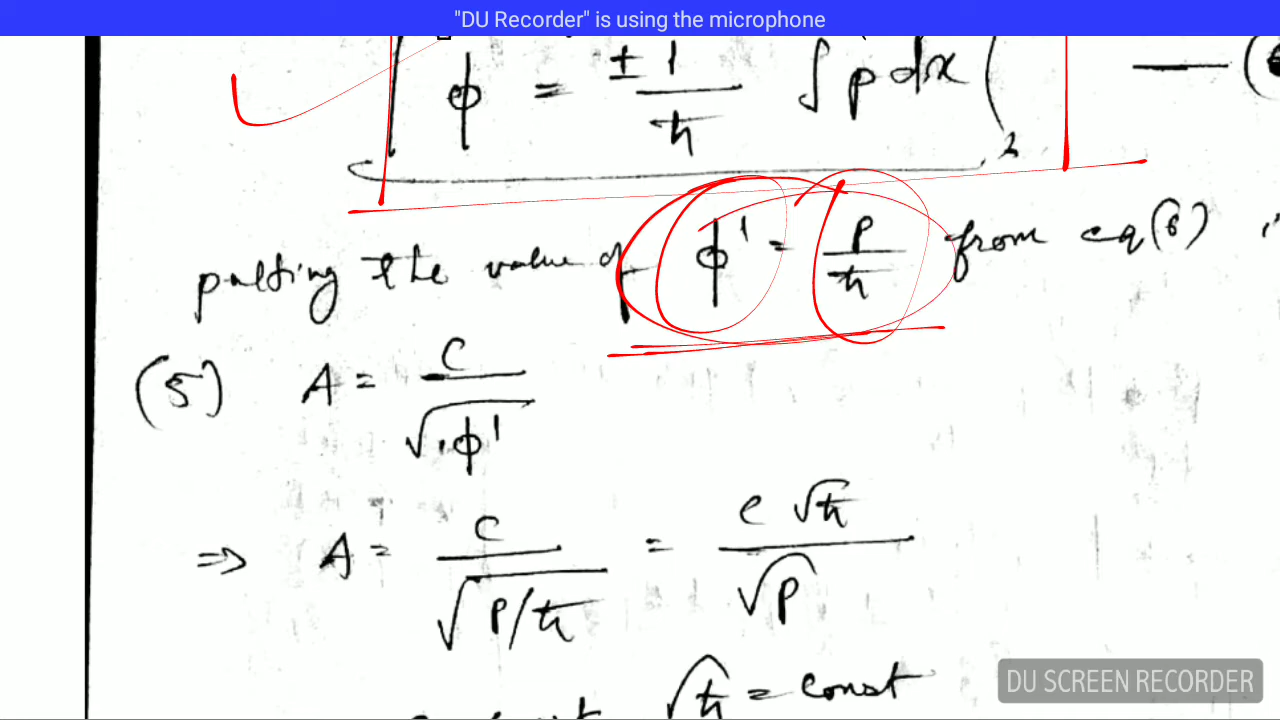 "DU Recorder" is using the microphone
ϕ = ± 1/ħ ∫ p dx
putting the value of ϕ' = p/ħ from eq (6)
(5) A = C/√ϕ'
⇒ A = C/√(P/ħ) = C√ħ/√P
√ħ = const
DU SCREEN RECORDER